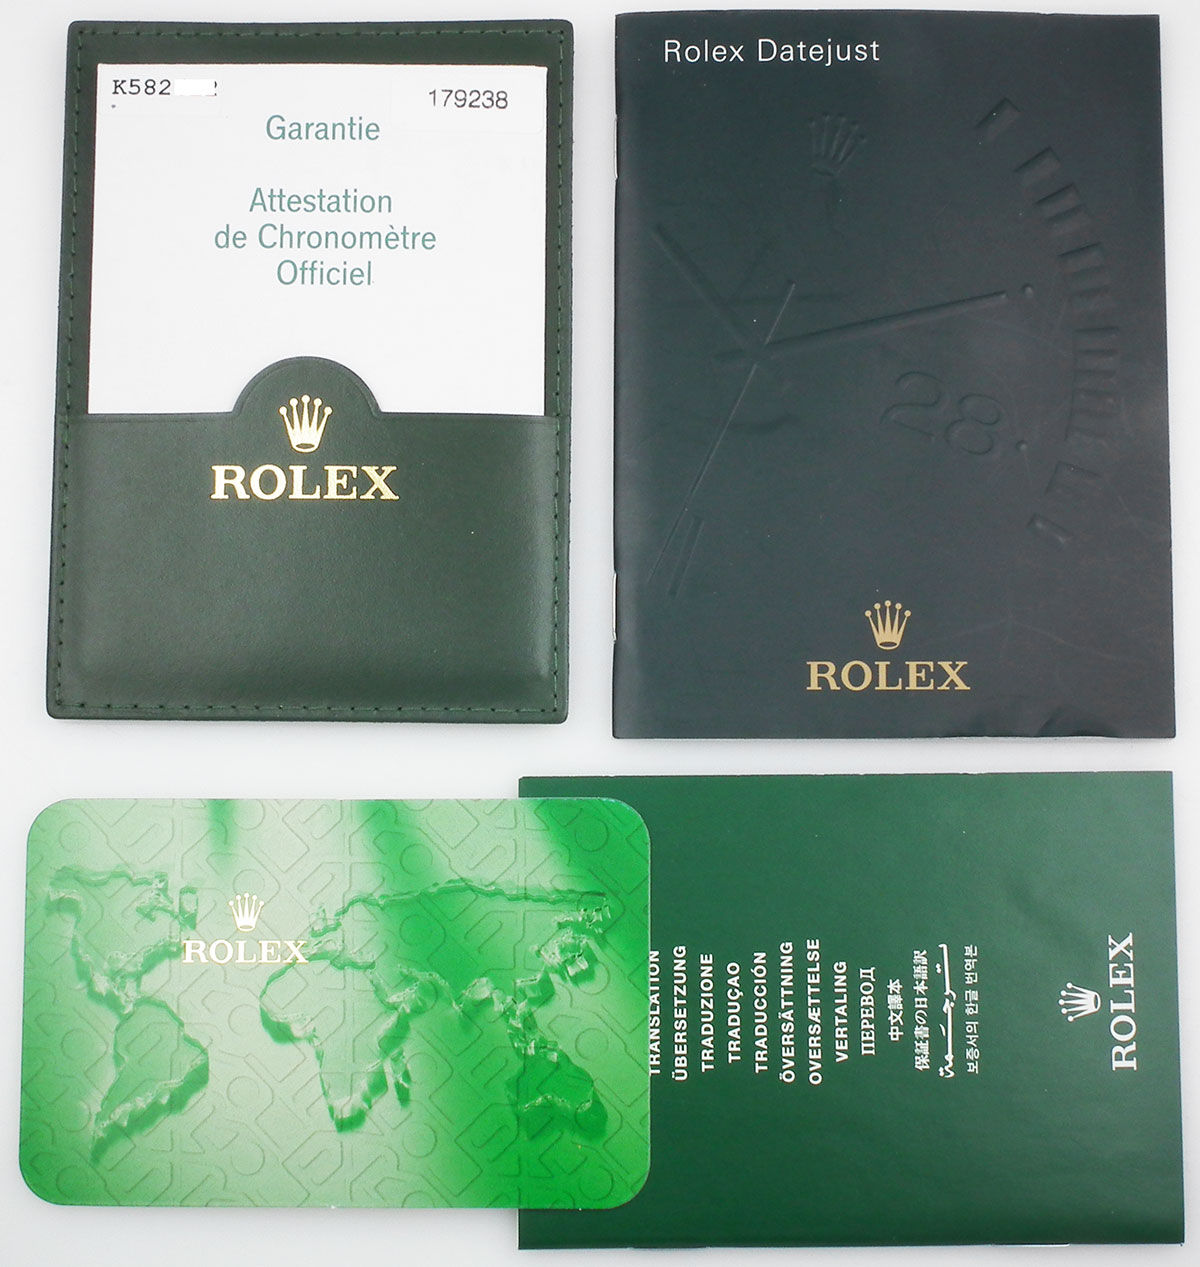 K582
179238
Garantie
Attestation
de Chronomètre
Officiel
ROLEX
Rolex Datejust
28
ROLEX
ROLEX
TRANSLATION
ÜBERSETZUNG
TRADUZIONE
TRADUÇAO
TRADUCCIÓN
ÖVERSÄTTNING
OVERSÆTTELSE
VERTALING
ПЕРЕВОД
中文譯本
保証書の日本語訳
ترجمة
보증서의 한글 번역본
ROLEX